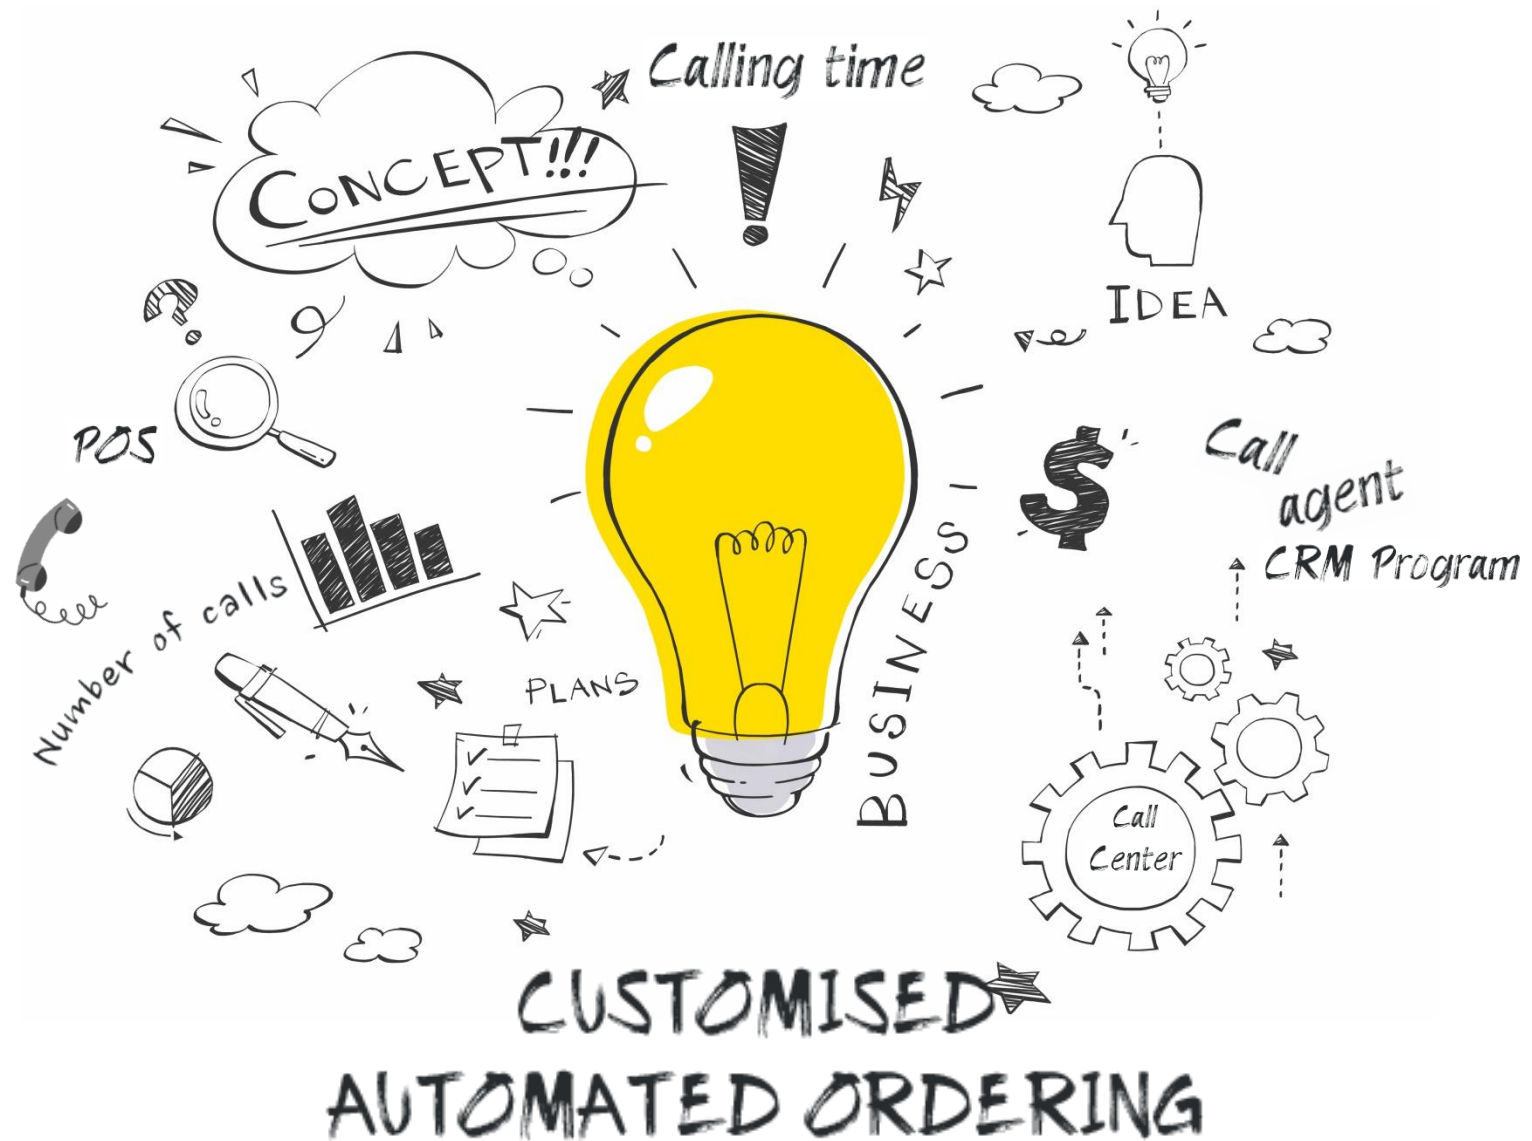 Calling time
CONCEPT!!!
IDEA
POS
Call
agent
CRM Program
Number of calls
BUSINESS
PLANS
Call
Center
CUSTOMISED
AUTOMATED ORDERING